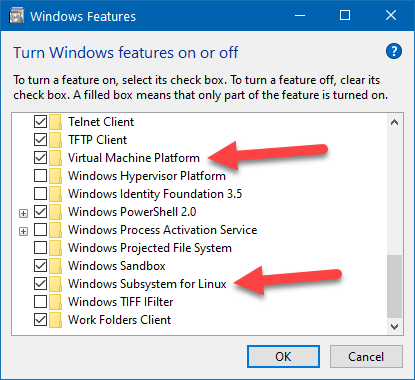 Windows Features
Turn Windows features on or off
?
To turn a feature on, select its check box. To turn a feature off, clear its
check box. A filled box means that only part of the feature is turned on.
Telnet Client
TFTP Client
Virtual Machine Platform
Windows Hypervisor Platform
Windows Identity Foundation 3.5
Windows PowerShell 2.0
Windows Process Activation Service
Windows Projected File System
Windows Sandbox
Windows Subsystem for Linux
Windows TIFF IFilter
Work Folders Client
OK
Cancel